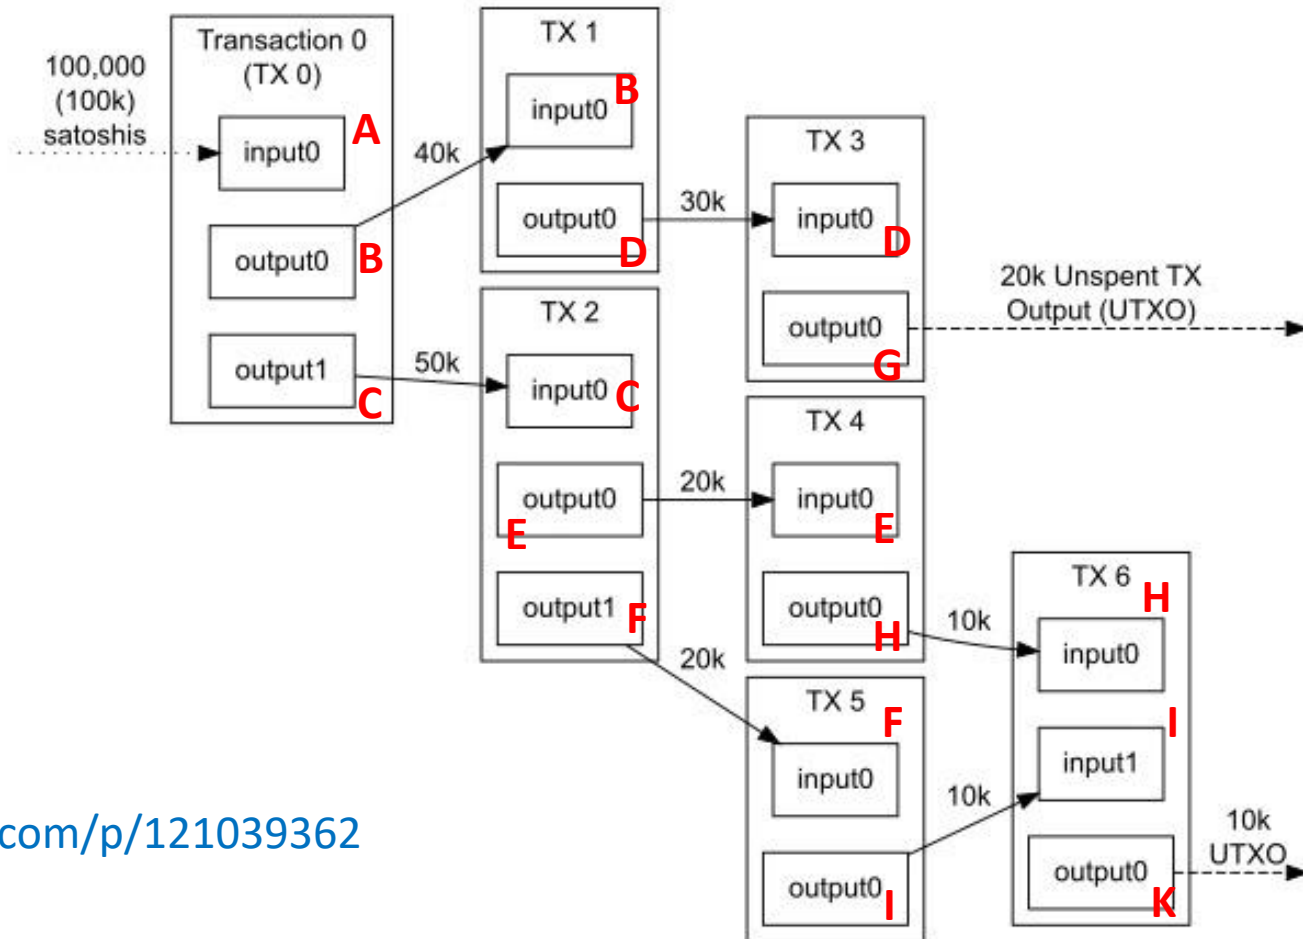 100,000
(100k)
satoshis
Transaction 0
(TX 0)
input0
A
output0
B
output1
C
40k
50k
TX 1
input0
B
output0
D
30k
TX 2
input0
C
output0
E
output1
F
20k
20k
TX 3
input0
D
output0
G
20k Unspent TX
Output (UTXO)
TX 4
input0
E
output0
H
10k
TX 5
F
input0
output0
I
10k
TX 6
H
input0
I
input1
output0
K
10k
UTXO
com/p/121039362